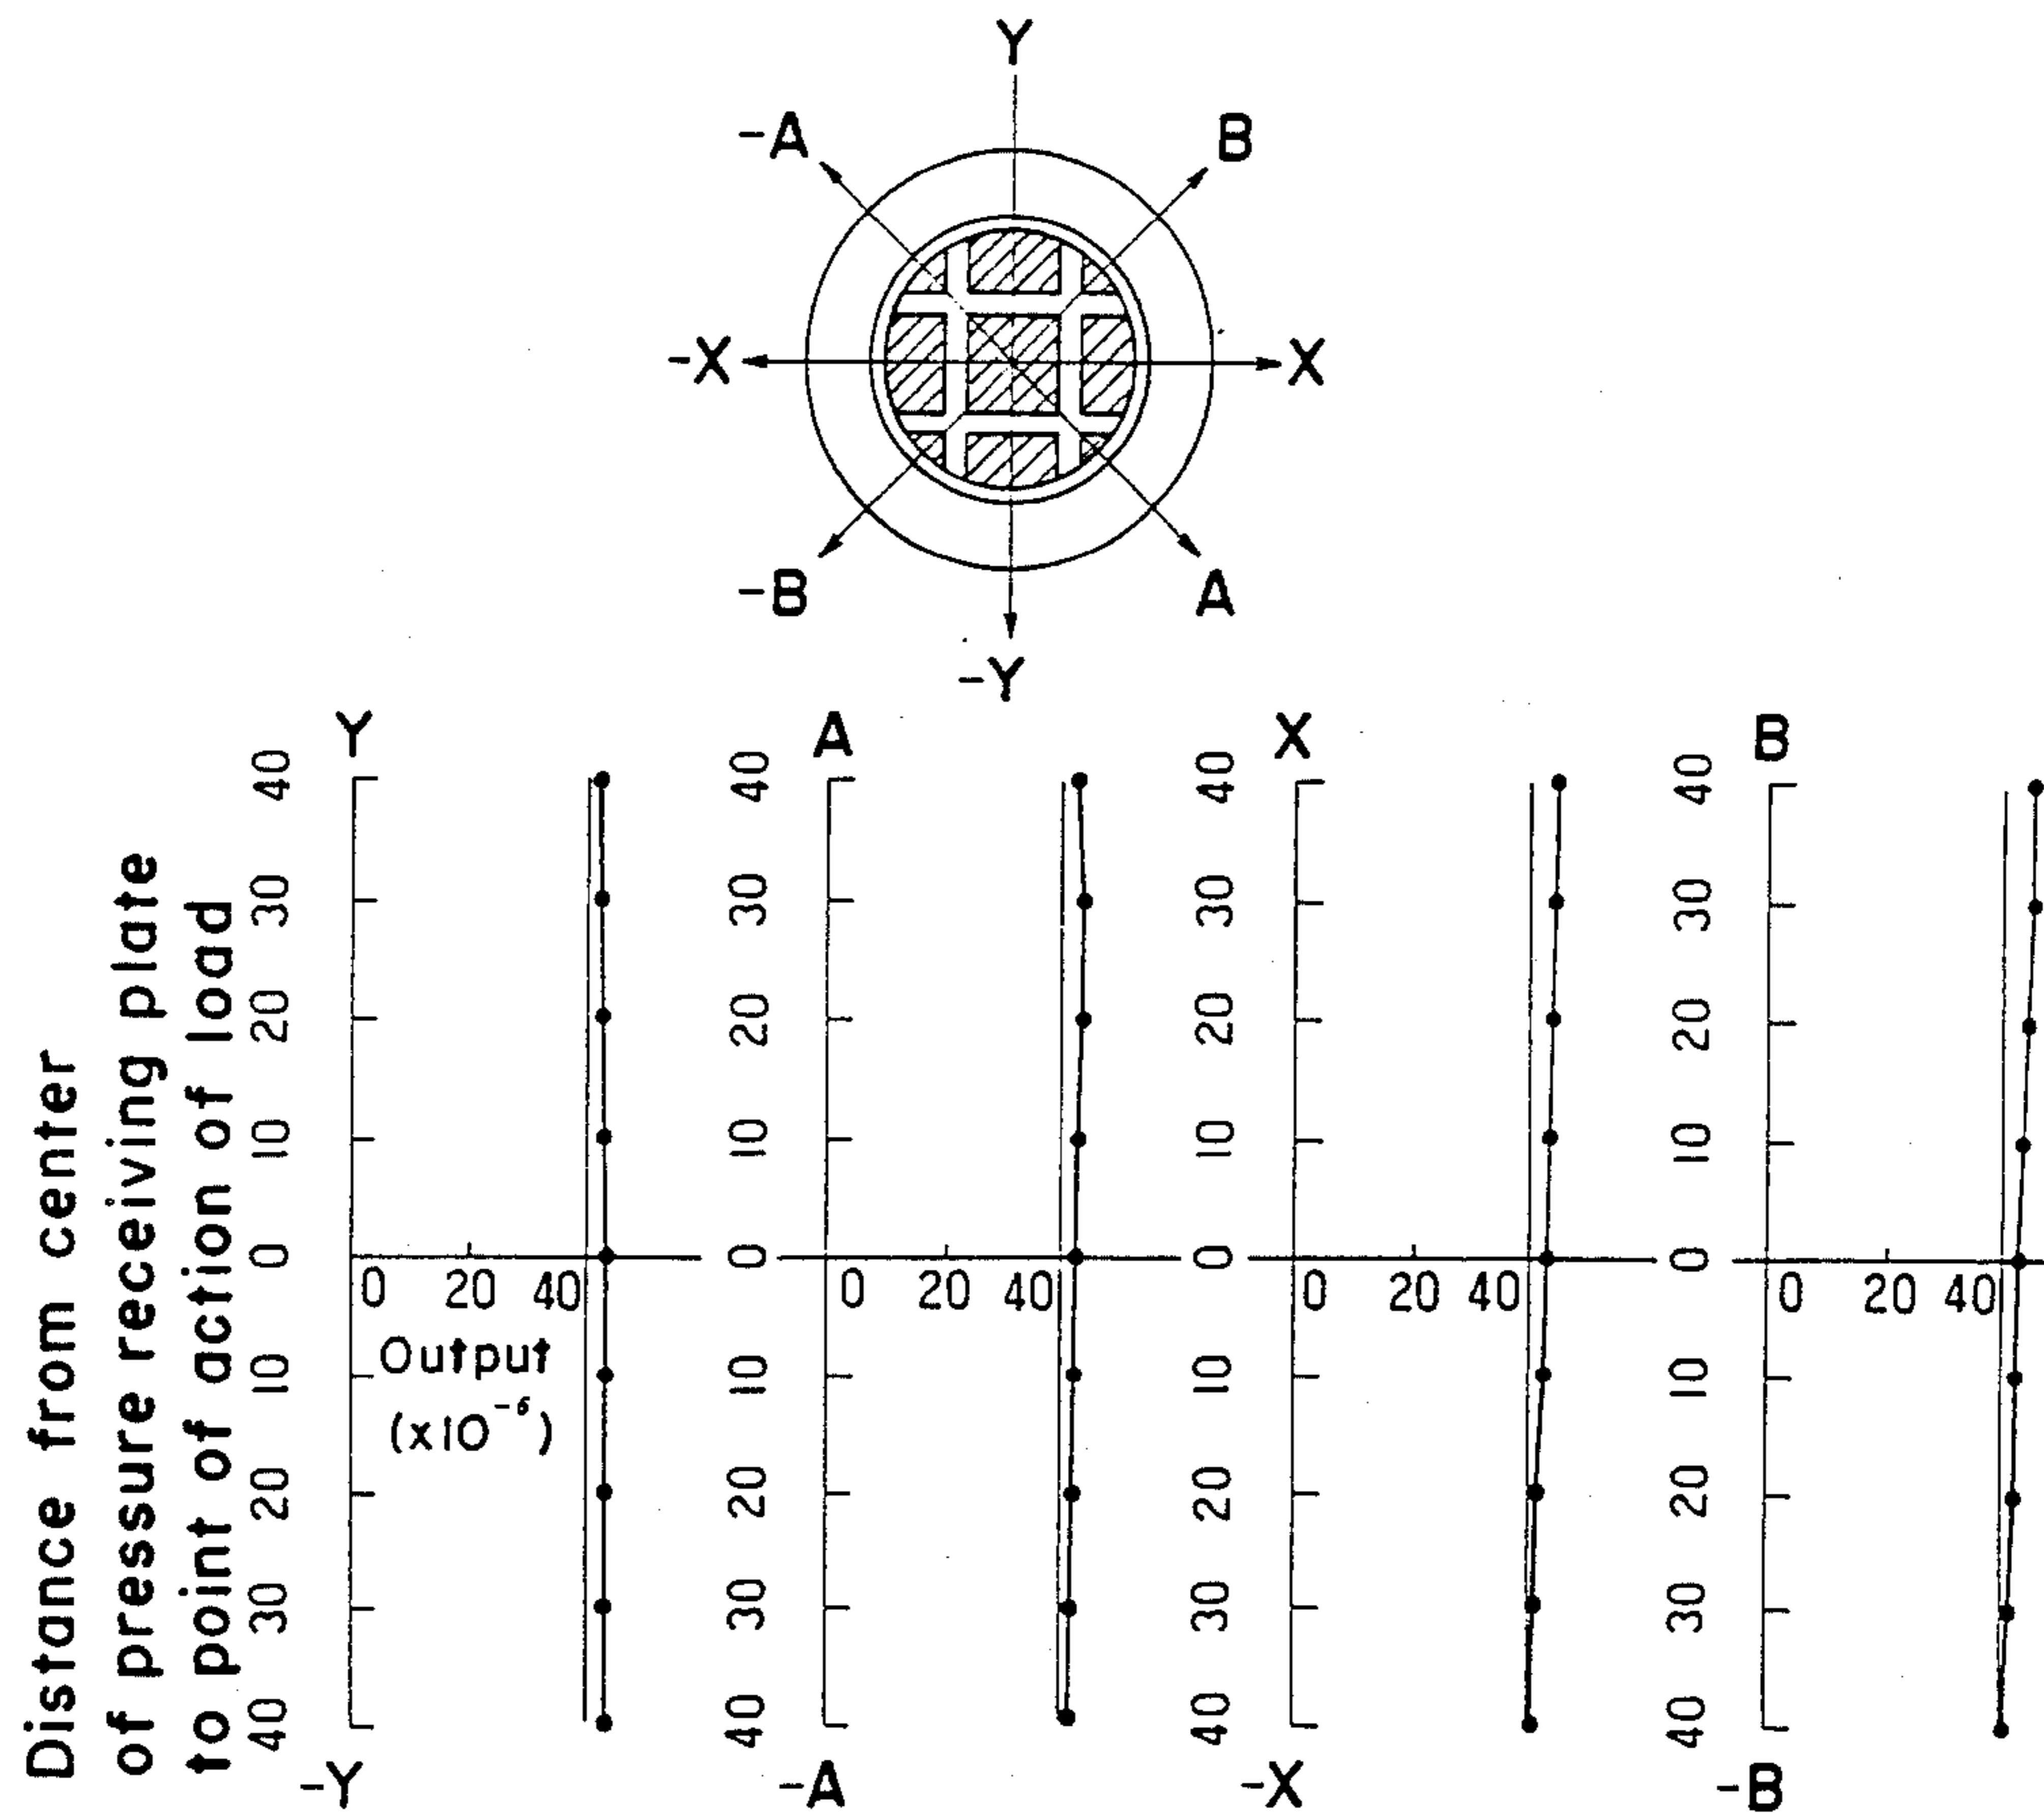 Y
-A B
-X X
-B A
-Y
Distance from center
of pressure receiving plate
to point of action of load
Y
40
30
20
10
0
10
20
30
40
-Y
0 20 40
Output
(x10⁻⁶)
A
40
30
20
10
0
10
20
30
40
-A
0 20 40
X
40
30
20
10
0
10
20
30
40
-X
0 20 40
B
40
30
20
10
0
10
20
30
40
-B
0 20 40